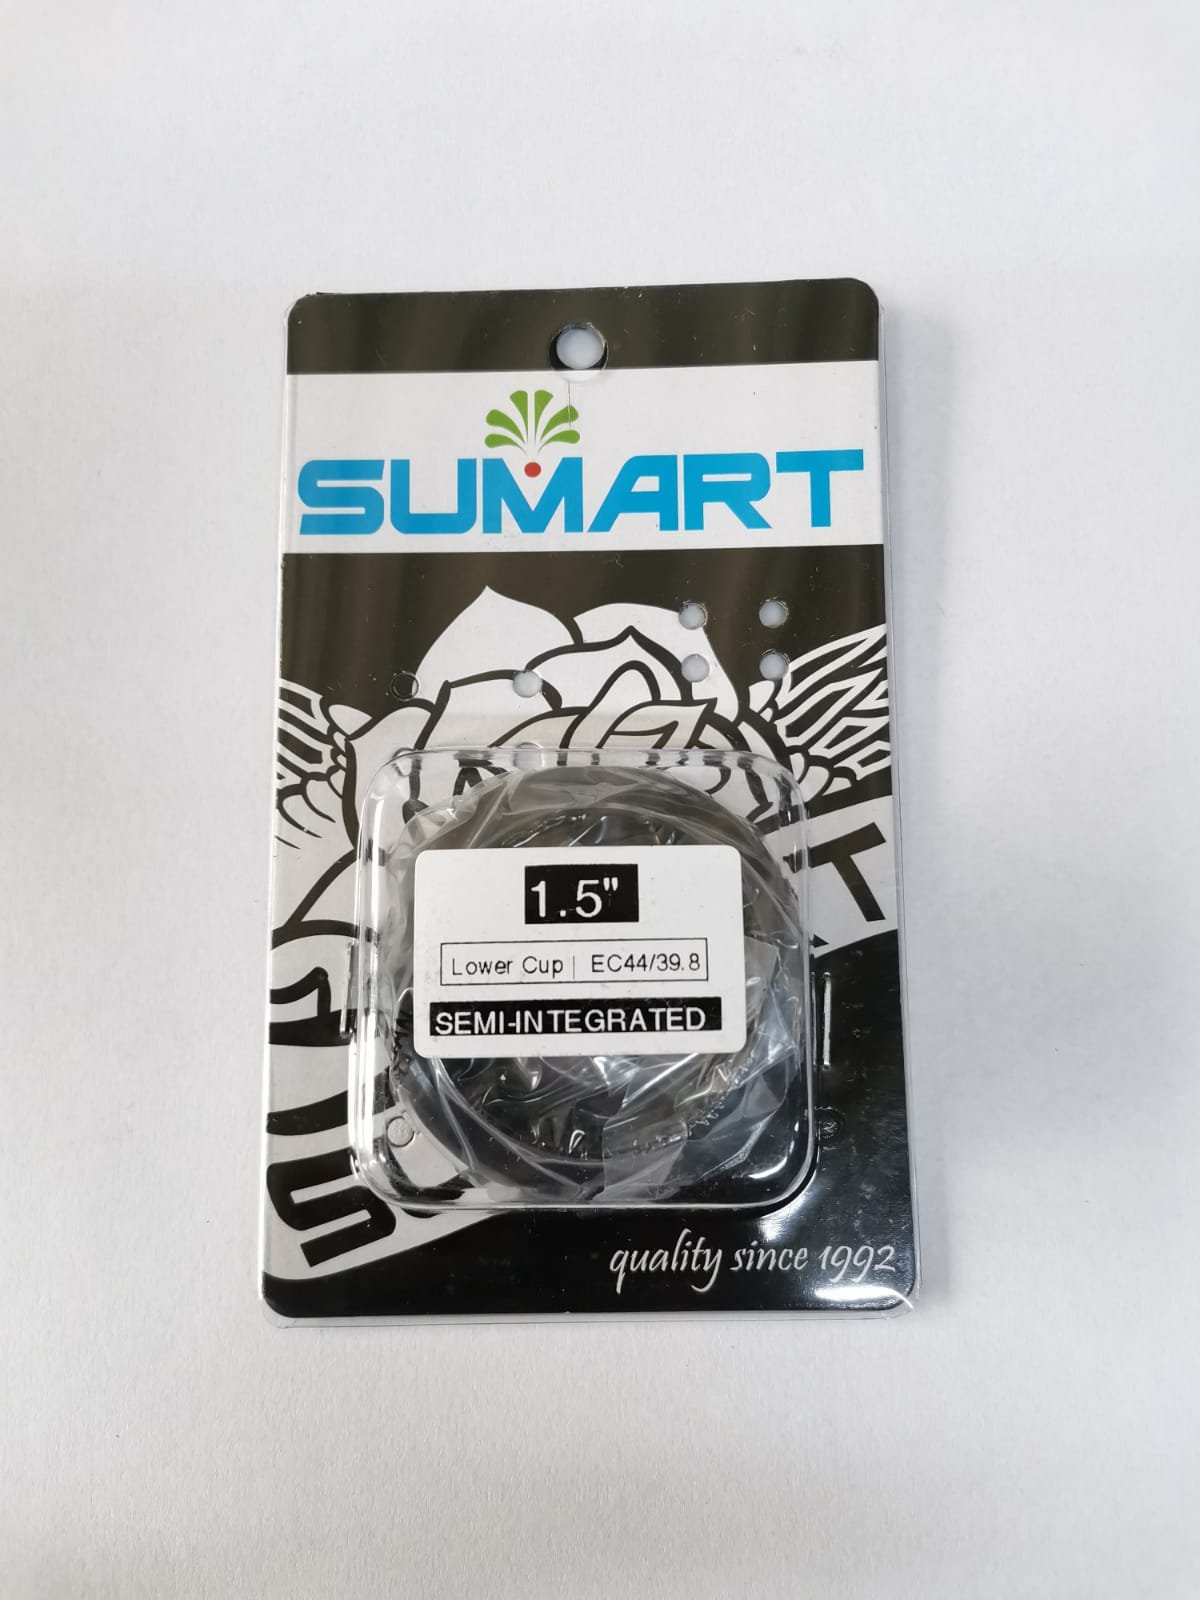 SUMART
1.5"
Lower Cup | EC44/39.8
SEMI-INTEGRATED
quality since 1992